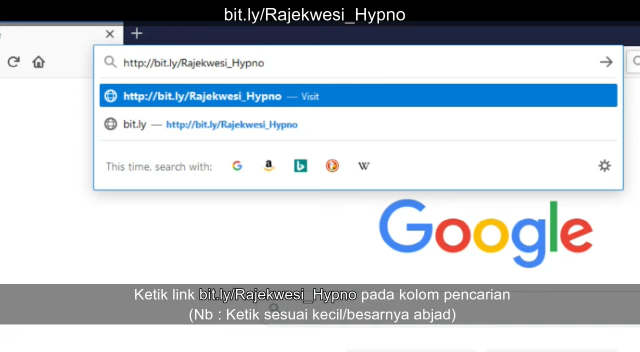 bit.ly/Rajekwesi_Hypno
http://bit.ly/Rajekwesi_Hypno
http://bit.ly/Rajekwesi_Hypno — Visit
bit.ly — http://bit.ly/Rajekwesi_Hypno
This time, search with:
Google
Ketik link bit.ly/Rajekwesi_Hypno pada kolom pencarian
(Nb : Ketik sesuai kecil/besarnya abjad)